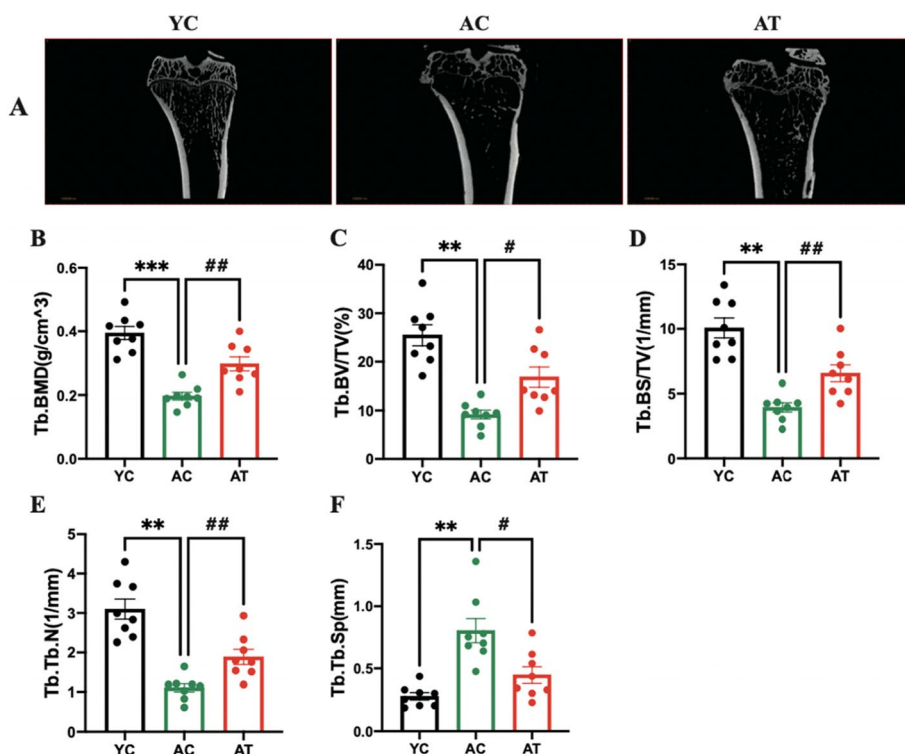 YC AC AT
A
B C D
*** ##
Tb.BMD(g/cm^3)
0.6
0.4
0.2
0.0
YC AC AT
** #
Tb.BV/TV(%)
40
30
20
10
0
YC AC AT
** ##
Tb.BS/TV(1/mm)
15
10
5
0
YC AC AT
E F
** ##
Tb.Tb.N(1/mm)
5
4
3
2
1
0
YC AC AT
** #
Tb.Tb.Sp(mm)
2.0
1.5
1.0
0.5
0.0
YC AC AT